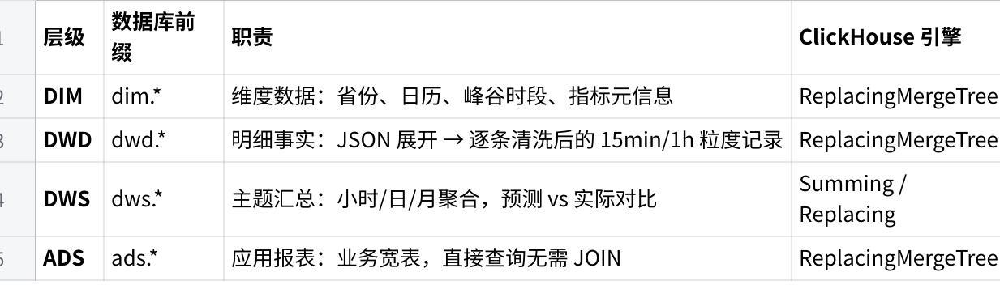 层级 数据库前缀 职责 ClickHouse 引擎
DIM dim.* 维度数据：省份、日历、峰谷时段、指标元信息 ReplacingMergeTree
DWD dwd.* 明细事实：JSON 展开 → 逐条清洗后的 15min/1h 粒度记录 ReplacingMergeTree
DWS dws.* 主题汇总：小时/日/月聚合，预测 vs 实际对比 Summing / Replacing
ADS ads.* 应用报表：业务宽表，直接查询无需 JOIN ReplacingMergeTree